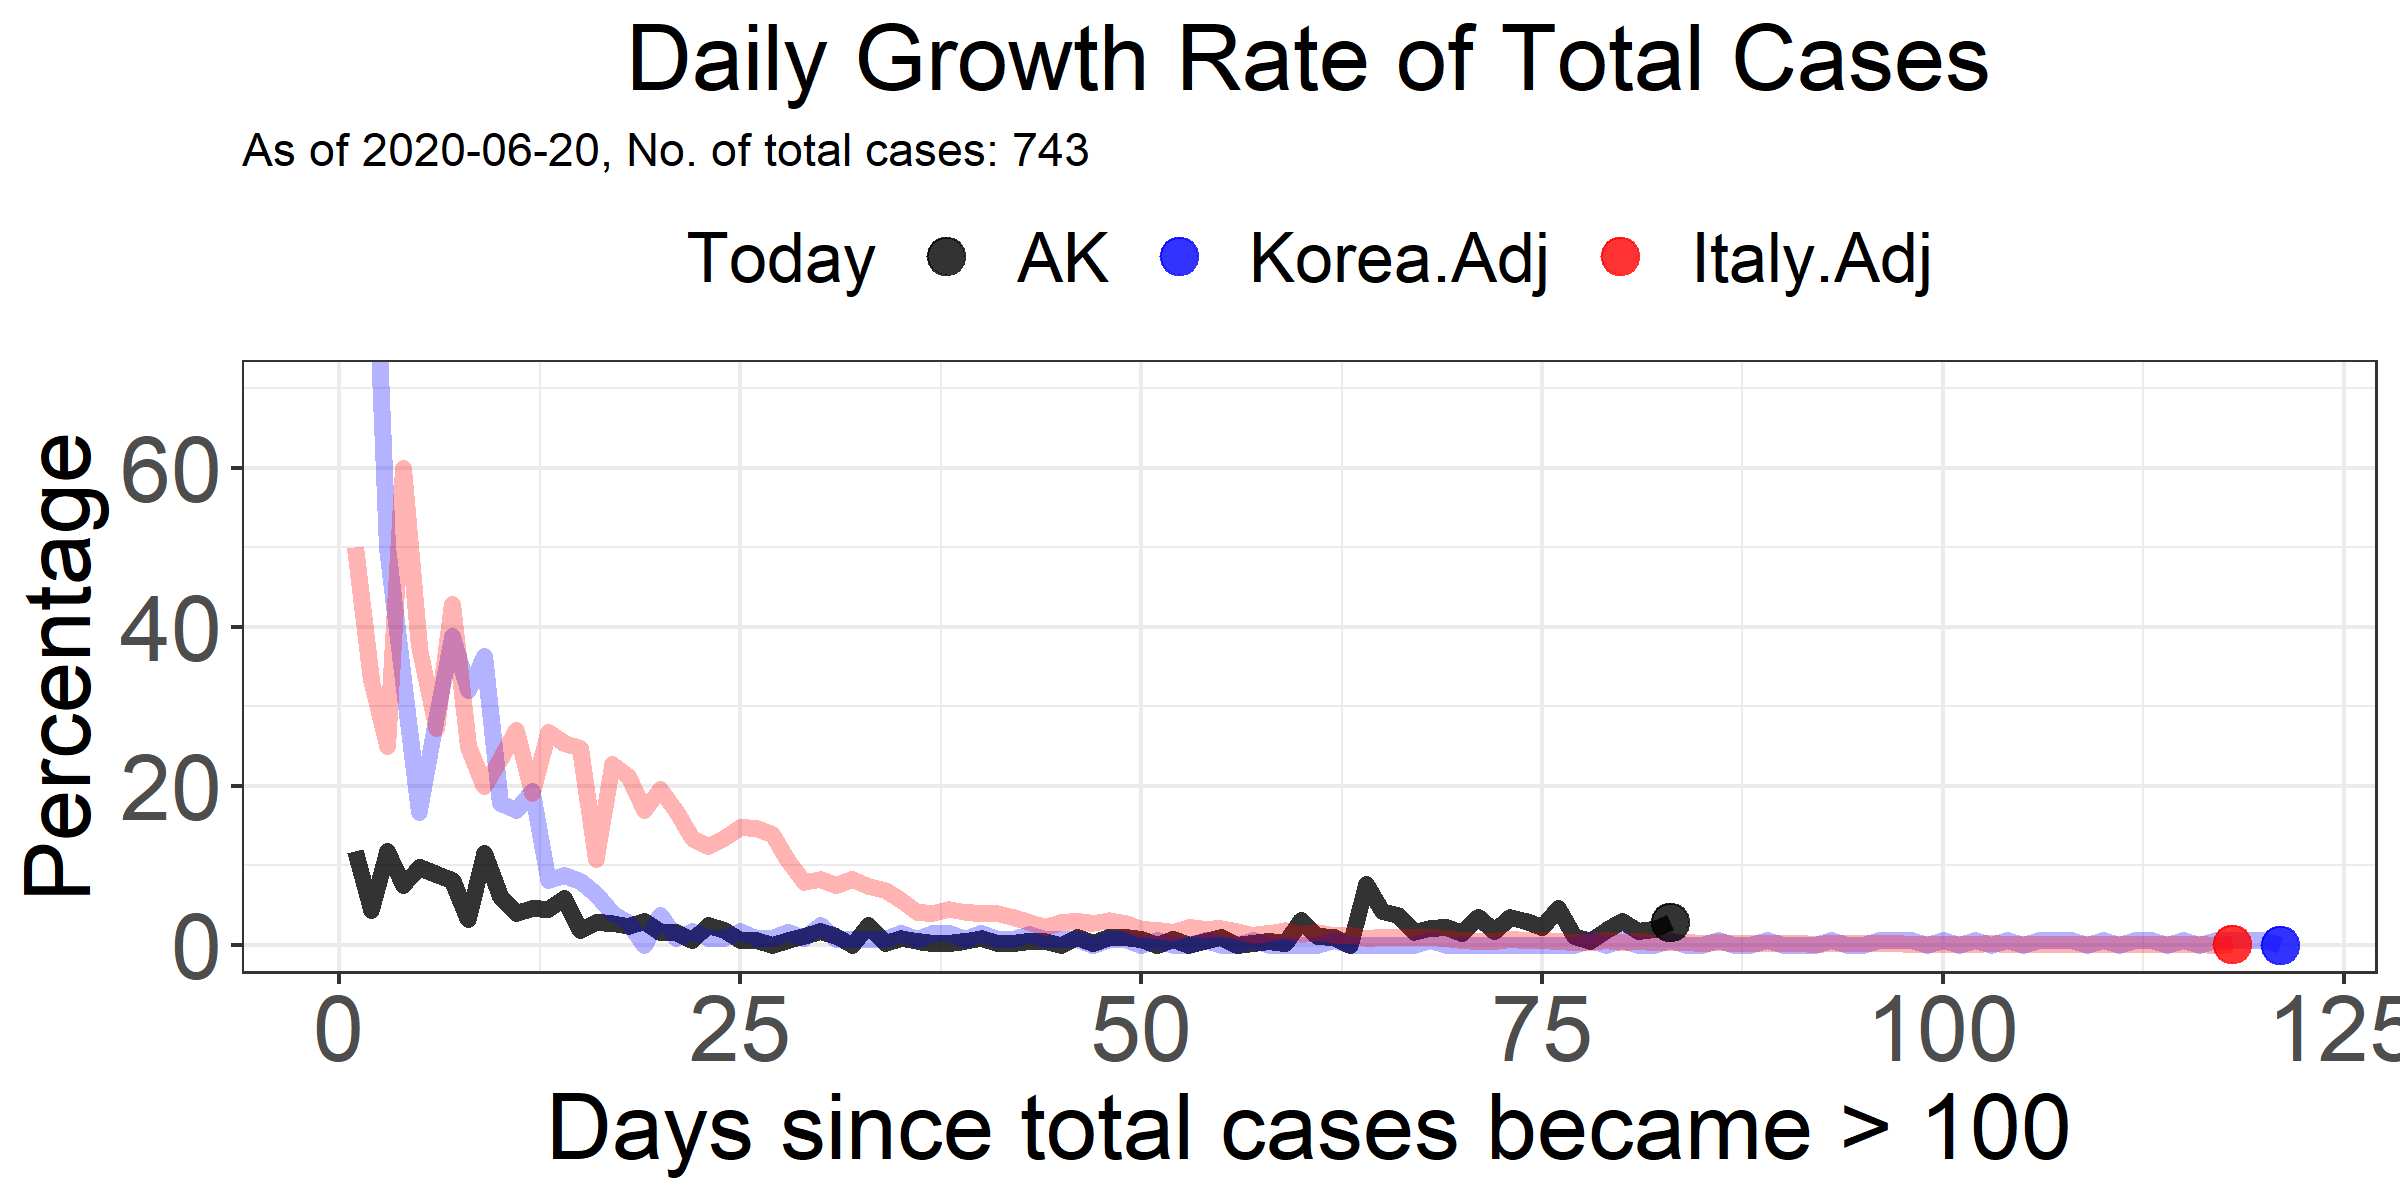 Daily Growth Rate of Total Cases
As of 2020-06-20, No. of total cases: 743
Today AK Korea.Adj Italy.Adj
Percentage
60
40
20
0
0 25 50 75 100 125
Days since total cases became > 100